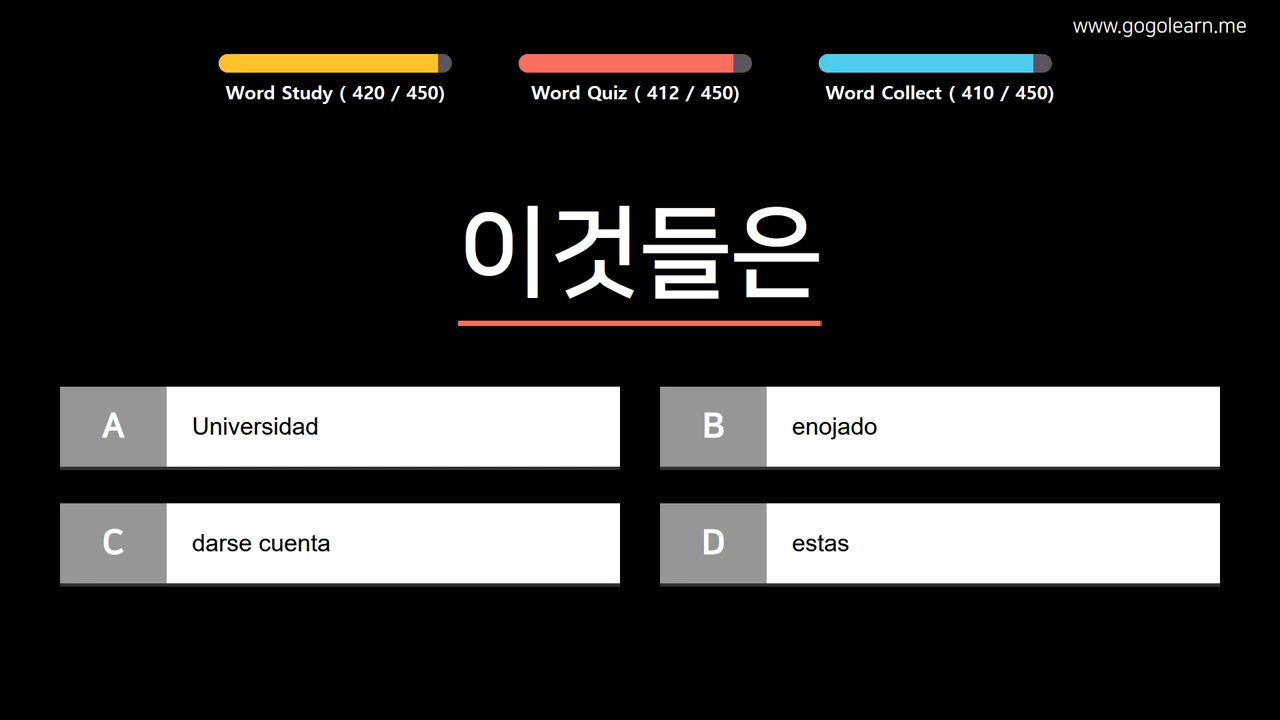 www.gogolearn.me
Word Study ( 420 / 450)
Word Quiz ( 412 / 450)
Word Collect ( 410 / 450)
이것들은
A Universidad
B enojado
C darse cuenta
D estas